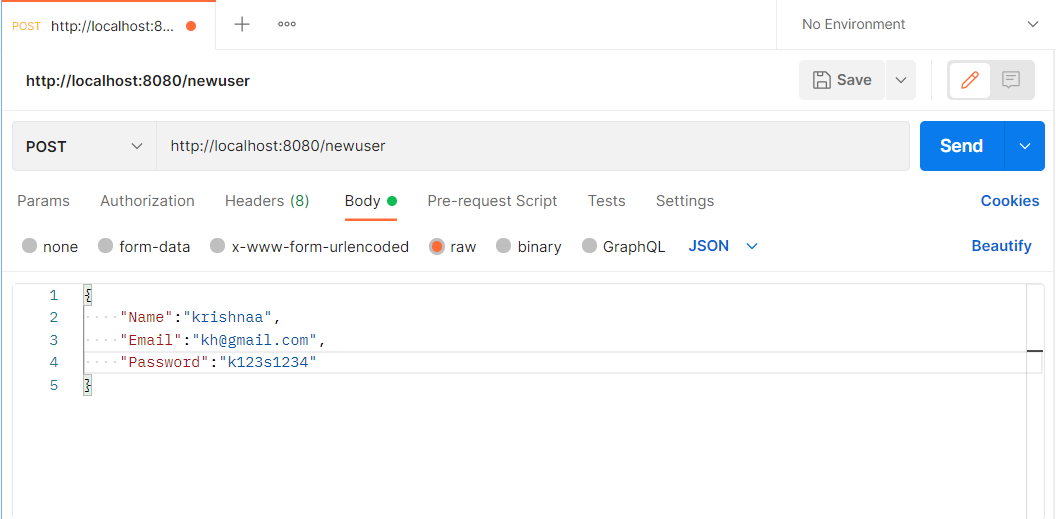 POST http://localhost:8... No Environment
http://localhost:8080/newuser Save
POST http://localhost:8080/newuser Send
Params Authorization Headers (8) Body Pre-request Script Tests Settings Cookies
none form-data x-www-form-urlencoded raw binary GraphQL JSON Beautify
1 {
2 "Name":"krishnaa",
3 "Email":"kh@gmail.com",
4 "Password":"k123s1234"
5 }